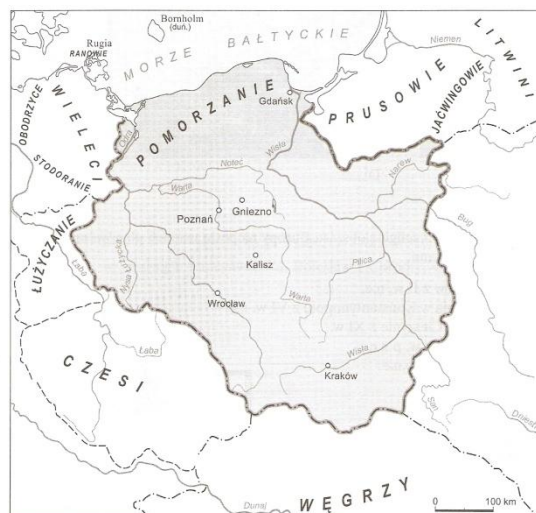 Bornholm
(duń.)
MORZE BAŁTYCKIE
Rugia
RANOWIE
LITWINI
Niemen
OBODRZYCE
WIELECI
POMORZANIE
Gdańsk
PRUSOWIE
JAĆWINGOWIE
Odra
Wisła
STODORANIE
Noteć
Narew
Warta
Gniezno
Poznań
Bug
ŁUŻYCZANIE
Nysa Łużycka
Kalisz
Pilica
Łaba
Wrocław
Warta
Łaba
CZESI
Wisła
Kraków
San
Dniestr
WĘGRZY
Dunaj
0 100 km